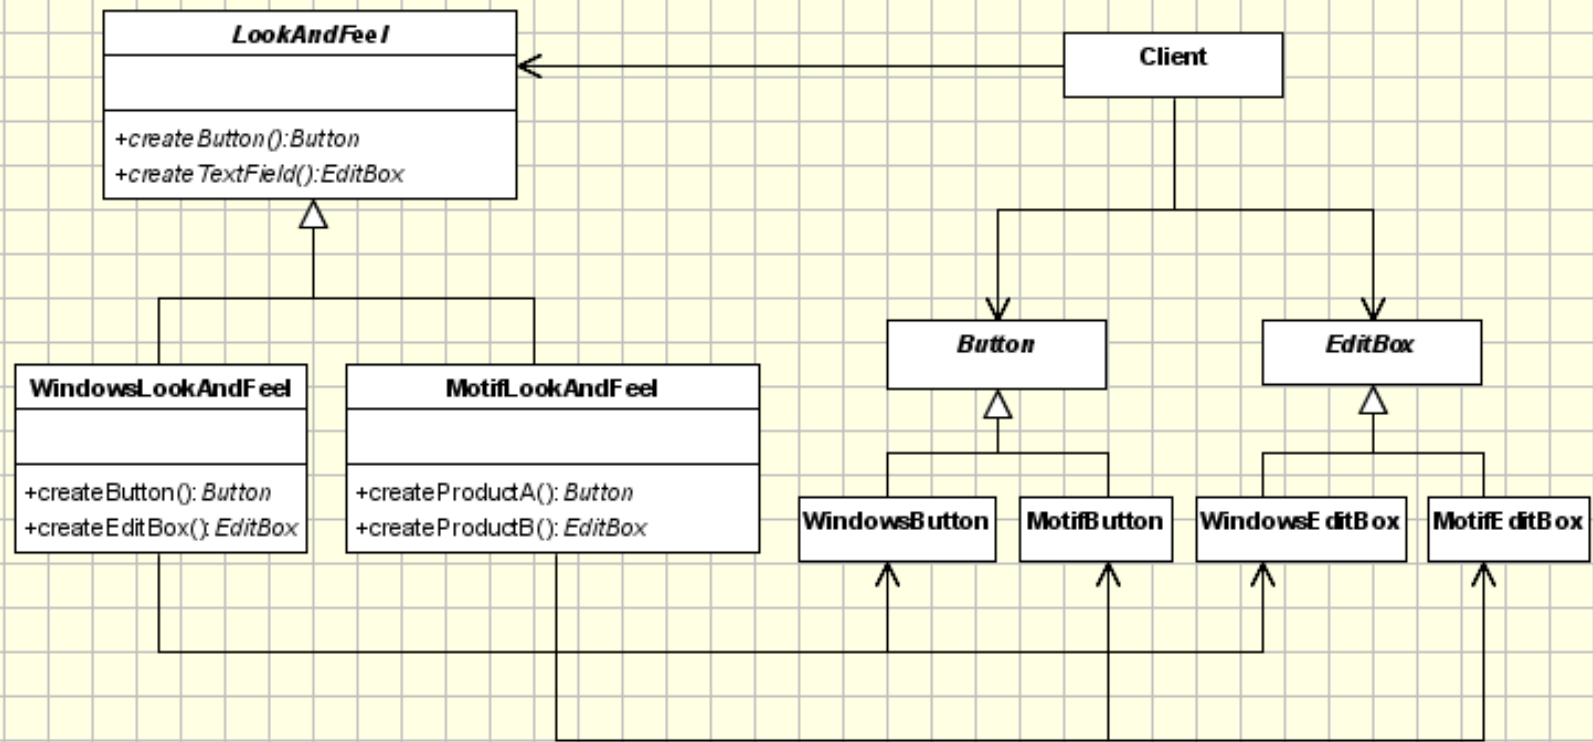 LookAndFeel
+createButton():Button
+createTextField():EditBox
Client
WindowsLookAndFeel
+createButton(): Button
+createEditBox(): EditBox
MotifLookAndFeel
+createProductA(): Button
+createProductB(): EditBox
Button
EditBox
WindowsButton
MotifButton
WindowsEditBox
MotifEditBox